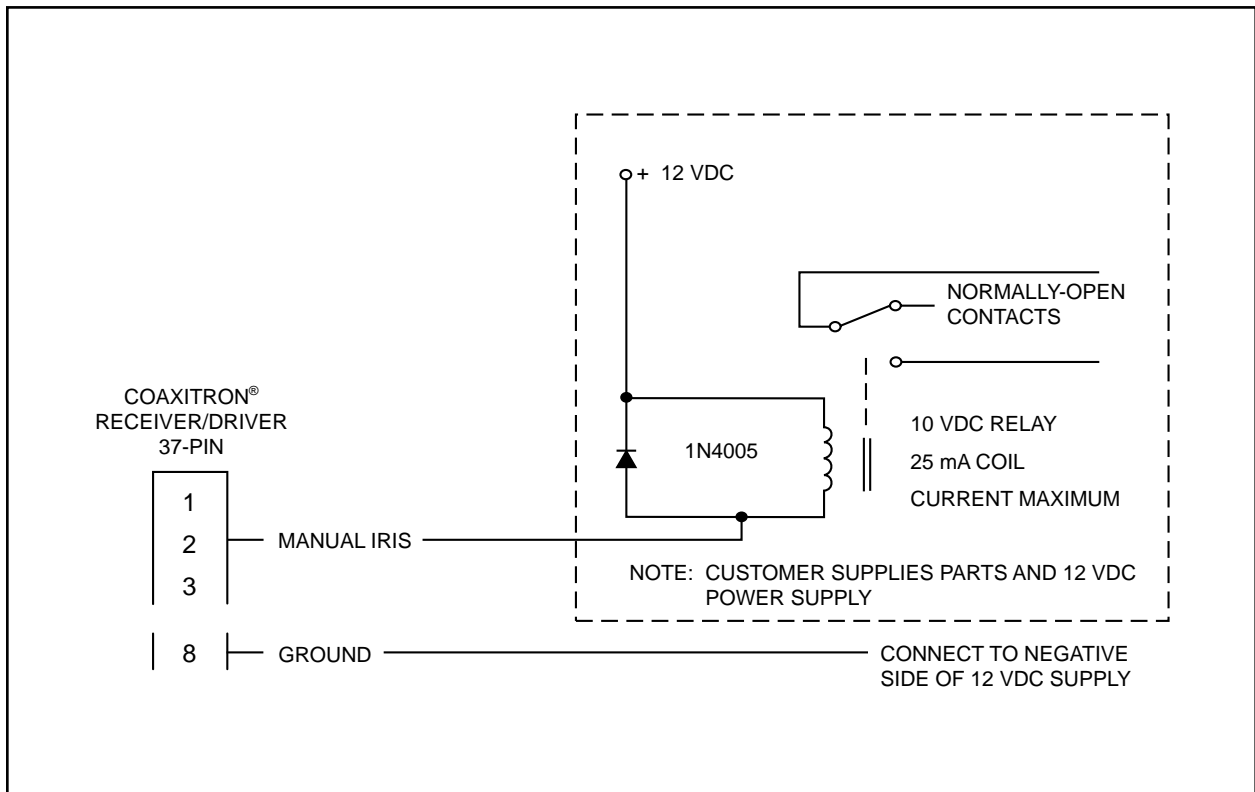 + 12 VDC
NORMALLY-OPEN
CONTACTS
COAXITRON®
RECEIVER/DRIVER
37-PIN
1N4005
10 VDC RELAY
25 mA COIL
CURRENT MAXIMUM
1
2
3
MANUAL IRIS
NOTE: CUSTOMER SUPPLIES PARTS AND 12 VDC
POWER SUPPLY
8
GROUND
CONNECT TO NEGATIVE
SIDE OF 12 VDC SUPPLY